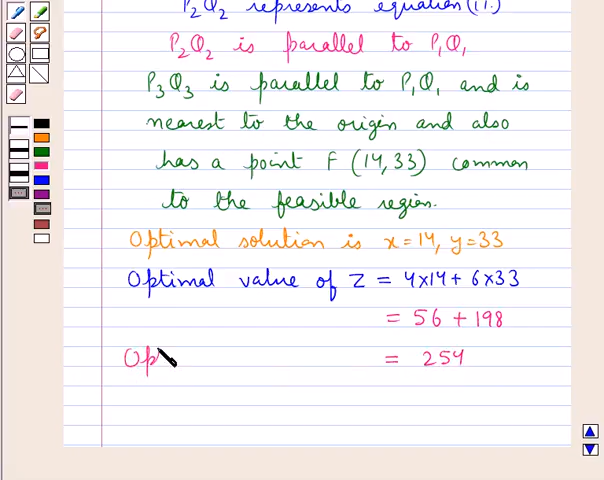 P₂Q₂ represents equation (1).
P₂Q₂ is parallel to P₁Q₁
P₃Q₃ is parallel to P₁Q₁ and is
nearest to the origin and also
has a point F (14,33) common
to the feasible region.
Optimal solution is x=14, y=33
Optimal value of Z = 4×14 + 6×33
= 56 + 198
Op = 254